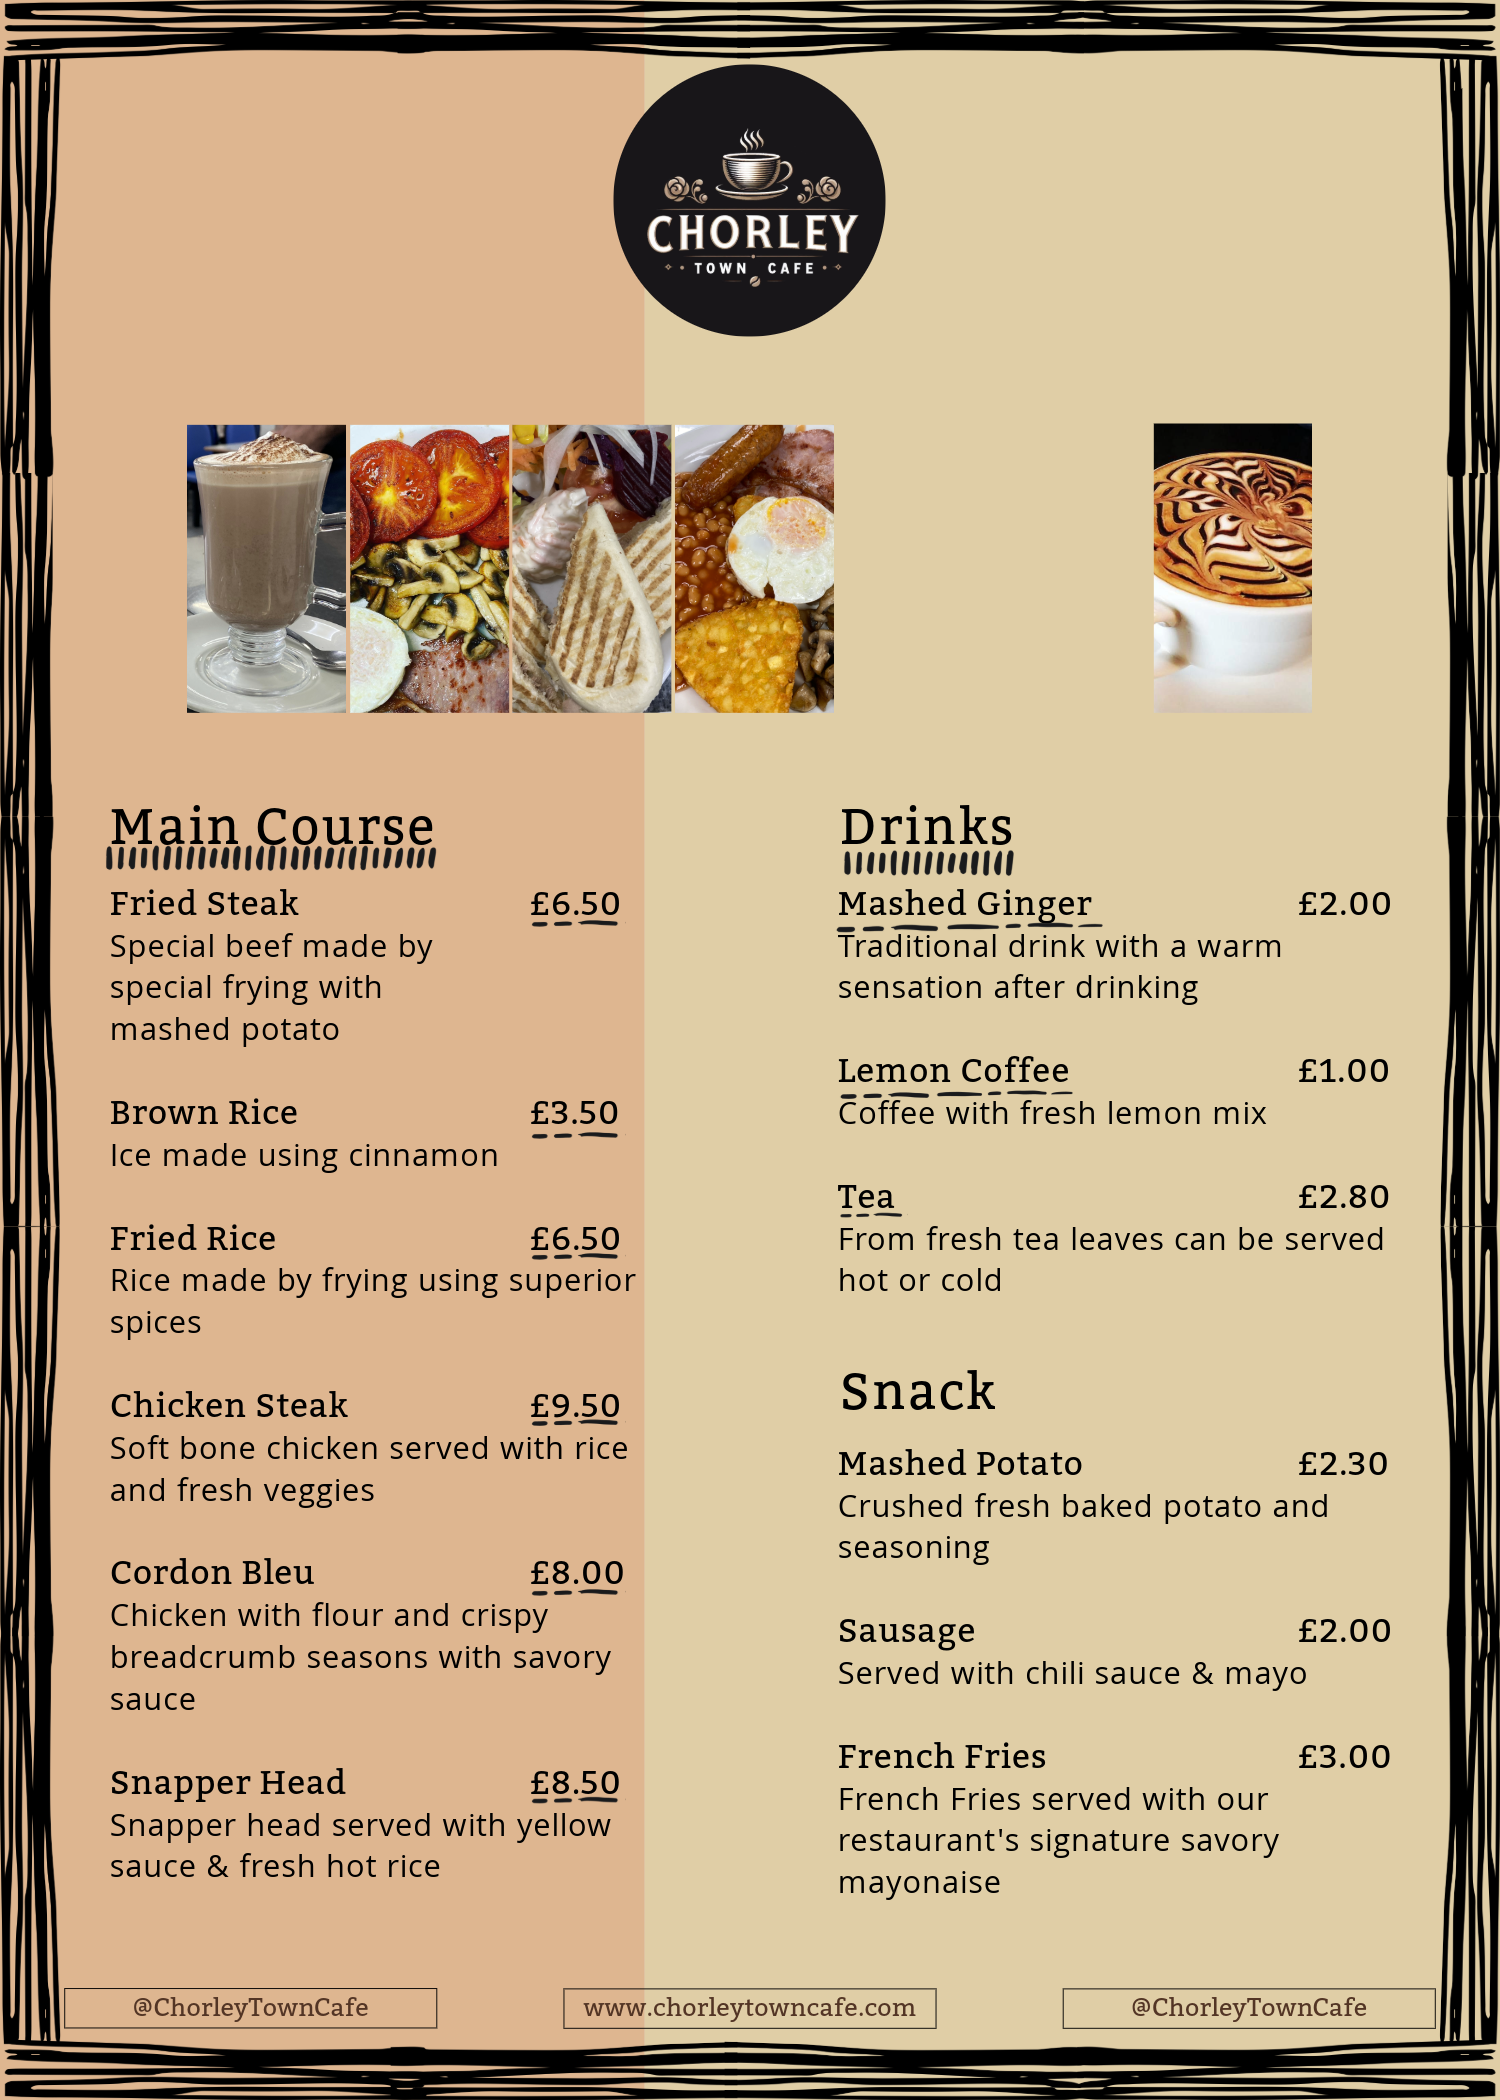 CHORLEY
TOWN CAFE
Main Course
Fried Steak £6.50
Special beef made by
special frying with
mashed potato
Brown Rice £3.50
Ice made using cinnamon
Fried Rice £6.50
Rice made by frying using superior
spices
Chicken Steak £9.50
Soft bone chicken served with rice
and fresh veggies
Cordon Bleu £8.00
Chicken with flour and crispy
breadcrumb seasons with savory
sauce
Snapper Head £8.50
Snapper head served with yellow
sauce & fresh hot rice
Drinks
Mashed Ginger £2.00
Traditional drink with a warm
sensation after drinking
Lemon Coffee £1.00
Coffee with fresh lemon mix
Tea £2.80
From fresh tea leaves can be served
hot or cold
Snack
Mashed Potato £2.30
Crushed fresh baked potato and
seasoning
Sausage £2.00
Served with chili sauce & mayo
French Fries £3.00
French Fries served with our
restaurant's signature savory
mayonaise
@ChorleyTownCafe
www.chorleytowncafe.com
@ChorleyTownCafe